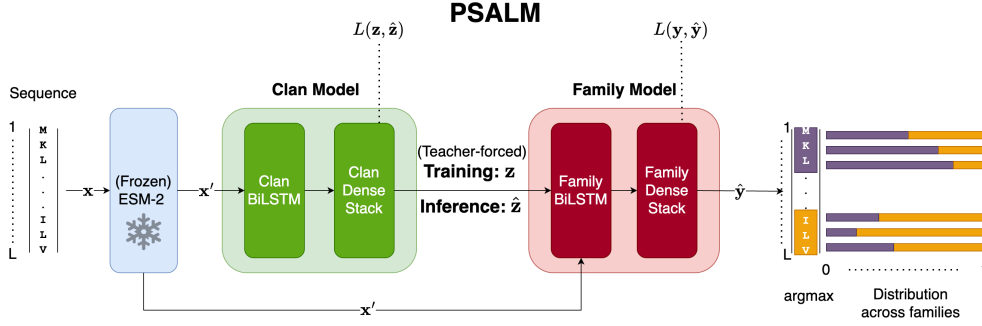 PSALM
L(z, ẑ)
L(y, ŷ)
Clan Model
Family Model
Sequence
1
M
K
L
.
.
.
I
L
V
L
x
(Frozen)
ESM-2
x′
Clan
BiLSTM
Clan
Dense
Stack
(Teacher-forced)
Training: z
Inference: ẑ
Family
BiLSTM
Family
Dense
Stack
ŷ
x′
1
M
K
L
.
.
I
L
V
L
0
argmax
Distribution
across families